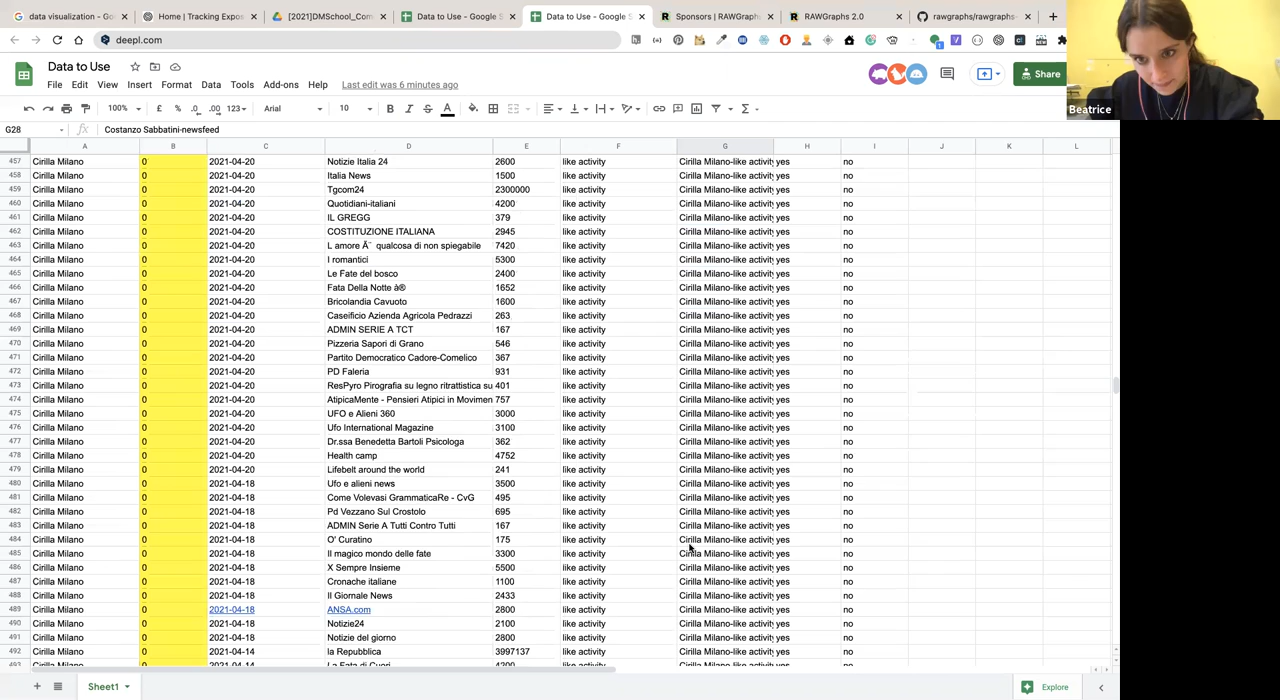 data visualization - Go
Home | Tracking Expos
[2021]DMSchool_Com
Data to Use - Google S
Data to Use - Google S
Sponsors | RAWGraphs
RAWGraphs 2.0
rawgraphs/rawgraphs-
deepl.com
Data to Use
File Edit View Insert Format Data Tools Add-ons Help Last edit was 6 minutes ago
Share
Beatrice
100% £ % .0 .00 123 Arial 10 B I S A
G28 fx Costanzo Sabbatini-newsfeed
A B C D E F G H I J K L
457 Cirilla Milano 0 2021-04-20 Notizie Italia 24 2600 like activity Cirilla Milano-like activity yes no
458 Cirilla Milano 0 2021-04-20 Italia News 1500 like activity Cirilla Milano-like activity yes no
459 Cirilla Milano 0 2021-04-20 Tgcom24 2300000 like activity Cirilla Milano-like activity yes no
460 Cirilla Milano 0 2021-04-20 Quotidiani-italiani 4200 like activity Cirilla Milano-like activity yes no
461 Cirilla Milano 0 2021-04-20 IL GREGG 379 like activity Cirilla Milano-like activity yes no
462 Cirilla Milano 0 2021-04-20 COSTITUZIONE ITALIANA 2945 like activity Cirilla Milano-like activity yes no
463 Cirilla Milano 0 2021-04-20 L amore Ã¨ qualcosa di non spiegabile 7420 like activity Cirilla Milano-like activity yes no
464 Cirilla Milano 0 2021-04-20 I romantici 5300 like activity Cirilla Milano-like activity yes no
465 Cirilla Milano 0 2021-04-20 Le Fate del bosco 2400 like activity Cirilla Milano-like activity yes no
466 Cirilla Milano 0 2021-04-20 Fata Della Notte à® 1652 like activity Cirilla Milano-like activity yes no
467 Cirilla Milano 0 2021-04-20 Bricolandia Cavuoto 1600 like activity Cirilla Milano-like activity yes no
468 Cirilla Milano 0 2021-04-20 Caseificio Azienda Agricola Pedrazzi 263 like activity Cirilla Milano-like activity yes no
469 Cirilla Milano 0 2021-04-20 ADMIN SERIE A TCT 167 like activity Cirilla Milano-like activity yes no
470 Cirilla Milano 0 2021-04-20 Pizzeria Sapori di Grano 546 like activity Cirilla Milano-like activity yes no
471 Cirilla Milano 0 2021-04-20 Partito Democratico Cadore-Comelico 367 like activity Cirilla Milano-like activity yes no
472 Cirilla Milano 0 2021-04-20 PD Faleria 931 like activity Cirilla Milano-like activity yes no
473 Cirilla Milano 0 2021-04-20 ResPyro Pirografia su legno ritrattistica su 401 like activity Cirilla Milano-like activity yes no
474 Cirilla Milano 0 2021-04-20 AtipicaMente - Pensieri Atipici in Movimen 757 like activity Cirilla Milano-like activity yes no
475 Cirilla Milano 0 2021-04-20 UFO e Alieni 360 3000 like activity Cirilla Milano-like activity yes no
476 Cirilla Milano 0 2021-04-20 Ufo International Magazine 3100 like activity Cirilla Milano-like activity yes no
477 Cirilla Milano 0 2021-04-20 Dr.ssa Benedetta Bartoli Psicologa 362 like activity Cirilla Milano-like activity yes no
478 Cirilla Milano 0 2021-04-20 Health camp 4752 like activity Cirilla Milano-like activity yes no
479 Cirilla Milano 0 2021-04-20 Lifebelt around the world 241 like activity Cirilla Milano-like activity yes no
480 Cirilla Milano 0 2021-04-18 Ufo e alieni news 3500 like activity Cirilla Milano-like activity yes no
481 Cirilla Milano 0 2021-04-18 Come Volevasi GrammaticaRe - CvG 495 like activity Cirilla Milano-like activity yes no
482 Cirilla Milano 0 2021-04-18 Pd Vezzano Sul Crostolo 695 like activity Cirilla Milano-like activity yes no
483 Cirilla Milano 0 2021-04-18 ADMIN Serie A Tutti Contro Tutti 167 like activity Cirilla Milano-like activity yes no
484 Cirilla Milano 0 2021-04-18 O' Curatino 175 like activity Cirilla Milano-like activity yes no
485 Cirilla Milano 0 2021-04-18 Il magico mondo delle fate 3300 like activity Cirilla Milano-like activity yes no
486 Cirilla Milano 0 2021-04-18 X Sempre Insieme 5500 like activity Cirilla Milano-like activity yes no
487 Cirilla Milano 0 2021-04-18 Cronache italiane 1100 like activity Cirilla Milano-like activity yes no
488 Cirilla Milano 0 2021-04-18 Il Giornale News 2433 like activity Cirilla Milano-like activity yes no
489 Cirilla Milano 0 2021-04-18 ANSA.com 2800 like activity Cirilla Milano-like activity yes no
490 Cirilla Milano 0 2021-04-18 Notizie24 2100 like activity Cirilla Milano-like activity yes no
491 Cirilla Milano 0 2021-04-18 Notizie del giorno 2800 like activity Cirilla Milano-like activity yes no
492 Cirilla Milano 0 2021-04-14 la Repubblica 3997137 like activity Cirilla Milano-like activity yes no
493 Cirilla Milano 0 2021-04-14 La Fata di Cuori 4200 like activity Cirilla Milano-like activity yes no
Sheet1
Explore